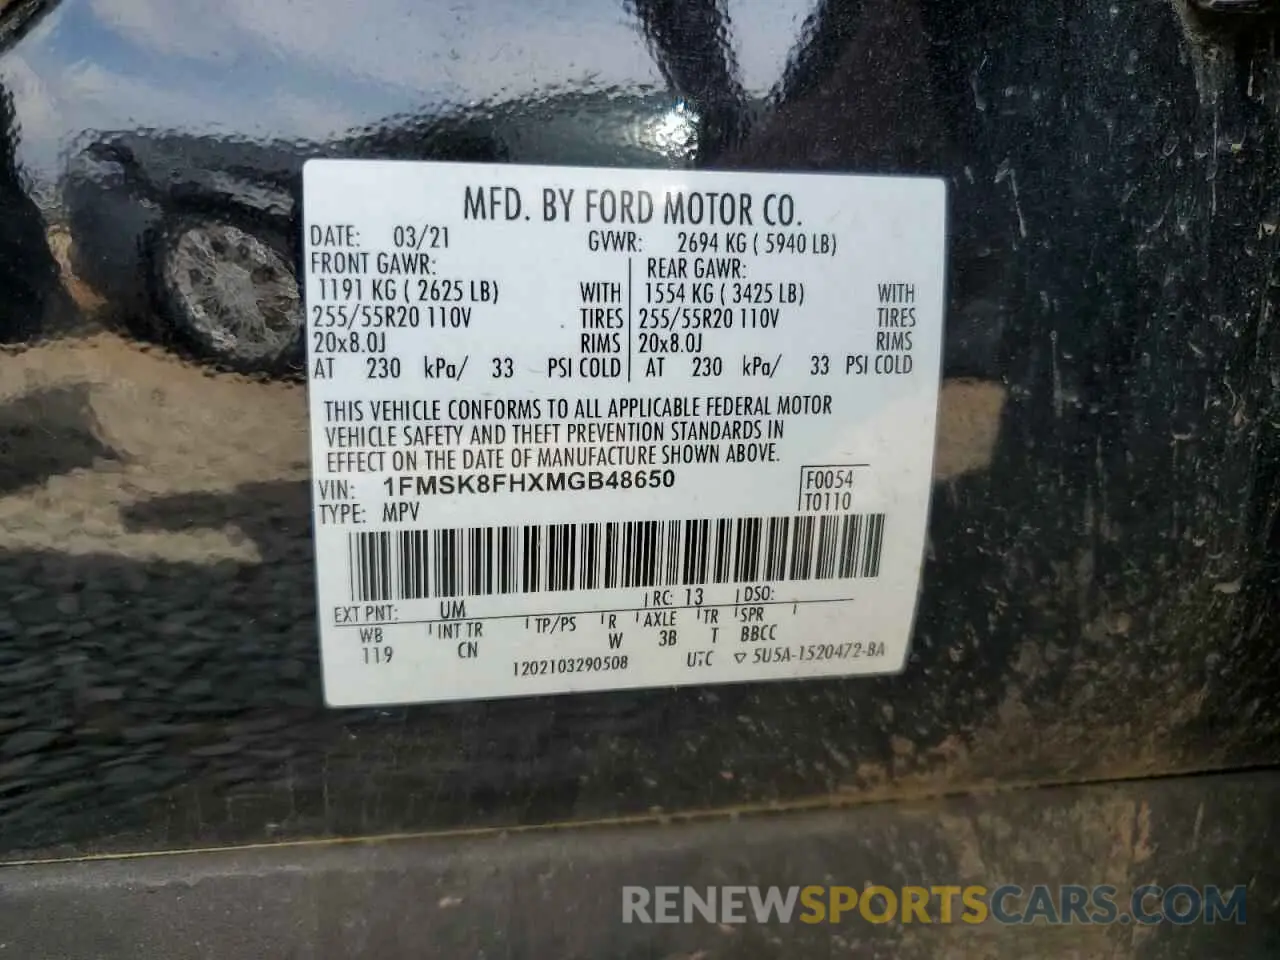 MFD. BY FORD MOTOR CO.
DATE: 03/21 GVWR: 2694 KG ( 5940 LB)
FRONT GAWR: REAR GAWR:
1191 KG ( 2625 LB) WITH 1554 KG ( 3425 LB) WITH
255/55R20 110V TIRES 255/55R20 110V TIRES
20x8.0J RIMS 20x8.0J RIMS
AT 230 kPa/ 33 PSI COLD AT 230 kPa/ 33 PSI COLD
THIS VEHICLE CONFORMS TO ALL APPLICABLE FEDERAL MOTOR
VEHICLE SAFETY AND THEFT PREVENTION STANDARDS IN
EFFECT ON THE DATE OF MANUFACTURE SHOWN ABOVE.
VIN: 1FMSK8FHXMGB48650 F0054
TYPE: MPV T0110
EXT PNT: UM RC: 13 DSO:
WB INT TR TP/PS R AXLE TR SPR
119 CN W 3B T BBCC
1202103290508 UTC ▽ 5U5A-1520472-BA
RENEWSPORTSCARS.COM